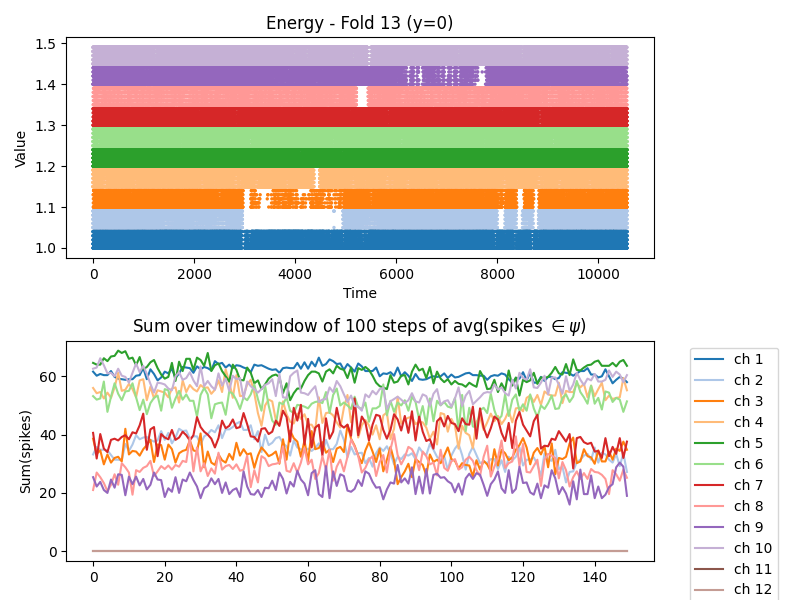 Energy - Fold 13 (y=0)
1.5
1.4
1.3
1.2
1.1
1.0
Value
0 2000 4000 6000 8000 10000
Time
Sum over timewindow of 100 steps of avg(spikes ∈ ψ)
60
40
20
0
Sum(spikes)
0 20 40 60 80 100 120 140
ch 1
ch 2
ch 3
ch 4
ch 5
ch 6
ch 7
ch 8
ch 9
ch 10
ch 11
ch 12